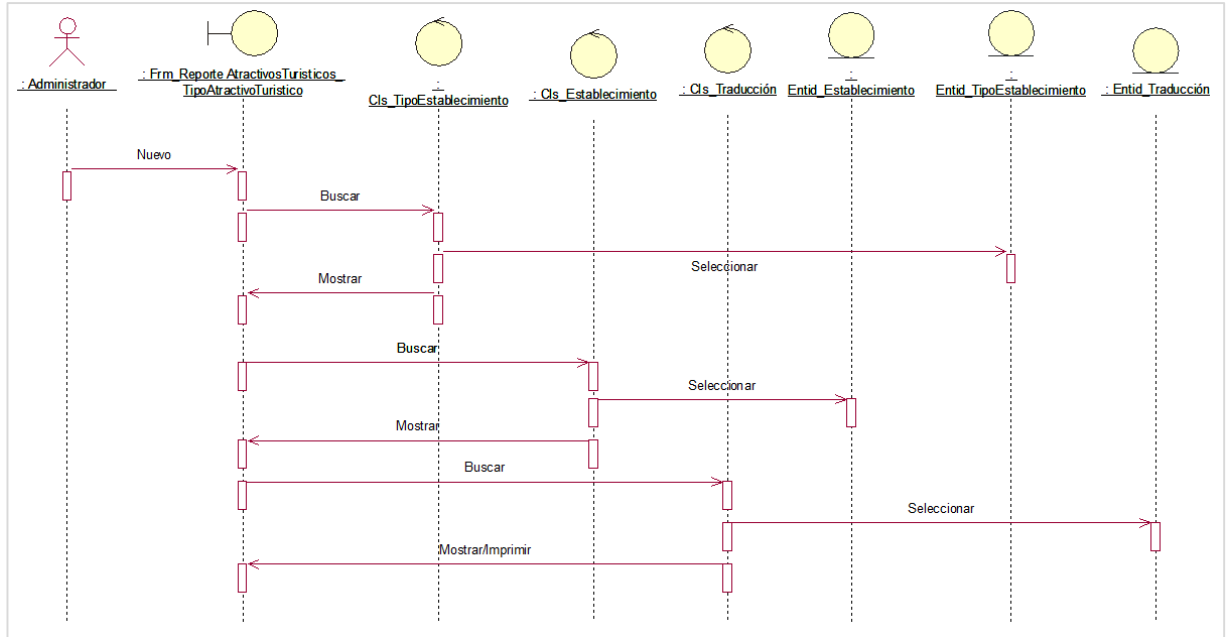 : Administrador
: Frm_Reporte AtractivosTuristicos_
TipoAtractivoTuristico
:
Cls_TipoEstablecimiento
: Cls_Establecimiento
: Cls_Traducción
:
Entid_Establecimiento
:
Entid_TipoEstablecimiento
: Entid_Traducción
Nuevo
Buscar
Seleccionar
Mostrar
Buscar
Seleccionar
Mostrar
Buscar
Seleccionar
Mostrar/Imprimir